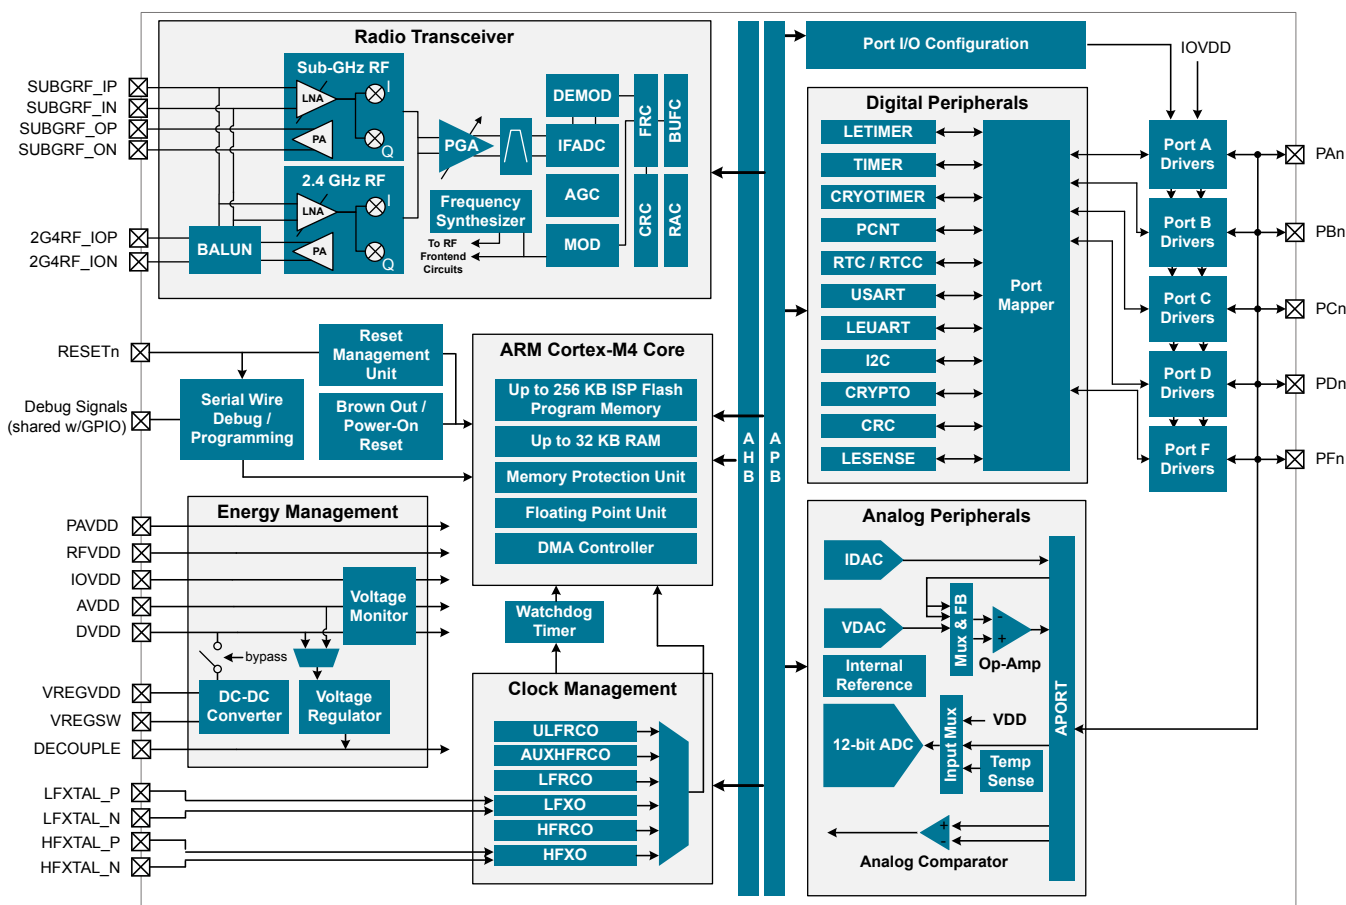 Radio Transceiver
SUBGRF_IP
SUBGRF_IN
SUBGRF_OP
SUBGRF_ON
2G4RF_IOP
2G4RF_ION
Sub-GHz RF
LNA
I
PA
Q
2.4 GHz RF
LNA
I
PA
Q
BALUN
PGA
Frequency
Synthesizer
To RF
Frontend
Circuits
DEMOD
IFADC
AGC
MOD
FRC
BUFC
CRC
RAC
RESETn
Debug Signals
(shared w/GPIO)
Reset
Management
Unit
Serial Wire
Debug /
Programming
Brown Out /
Power-On
Reset
ARM Cortex-M4 Core
Up to 256 KB ISP Flash
Program Memory
Up to 32 KB RAM
Memory Protection Unit
Floating Point Unit
DMA Controller
Watchdog
Timer
Energy Management
PAVDD
RFVDD
IOVDD
AVDD
DVDD
VREGVDD
VREGSW
DECOUPLE
Voltage
Monitor
bypass
DC-DC
Converter
Voltage
Regulator
Clock Management
ULFRCO
AUXHFRCO
LFRCO
LFXO
HFRCO
HFXO
LFXTAL_P
LFXTAL_N
HFXTAL_P
HFXTAL_N
A
H
B
A
P
B
Port I/O Configuration
IOVDD
Digital Peripherals
LETIMER
TIMER
CRYOTIMER
PCNT
RTC / RTCC
USART
LEUART
I2C
CRYPTO
CRC
LESENSE
Port
Mapper
Port A
Drivers
Port B
Drivers
Port C
Drivers
Port D
Drivers
Port F
Drivers
PAn
PBn
PCn
PDn
PFn
Analog Peripherals
IDAC
VDAC
Mux & FB
-
+
Op-Amp
Internal
Reference
12-bit ADC
Input Mux
VDD
Temp
Sense
+
-
Analog Comparator
APORT